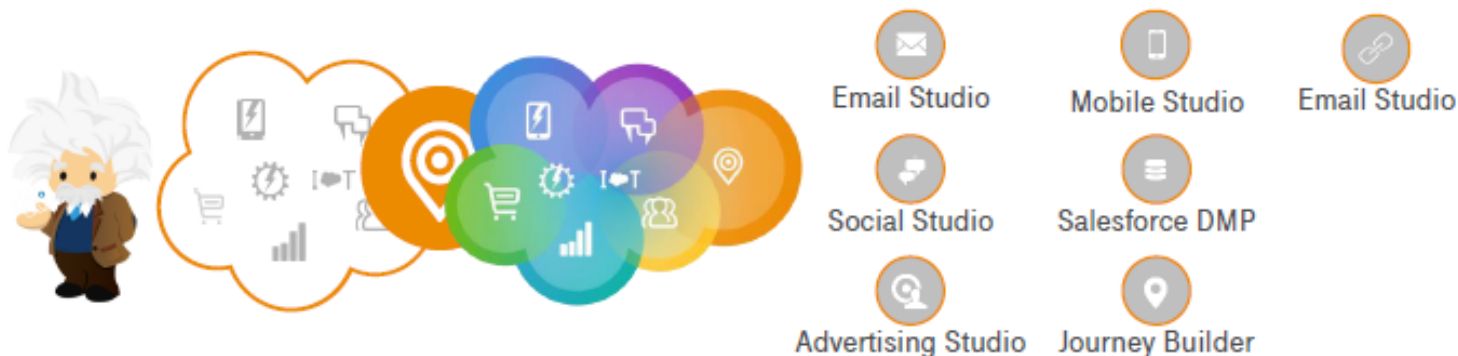 I T
I T
Email Studio
Mobile Studio
Email Studio
Social Studio
Salesforce DMP
Advertising Studio
Journey Builder